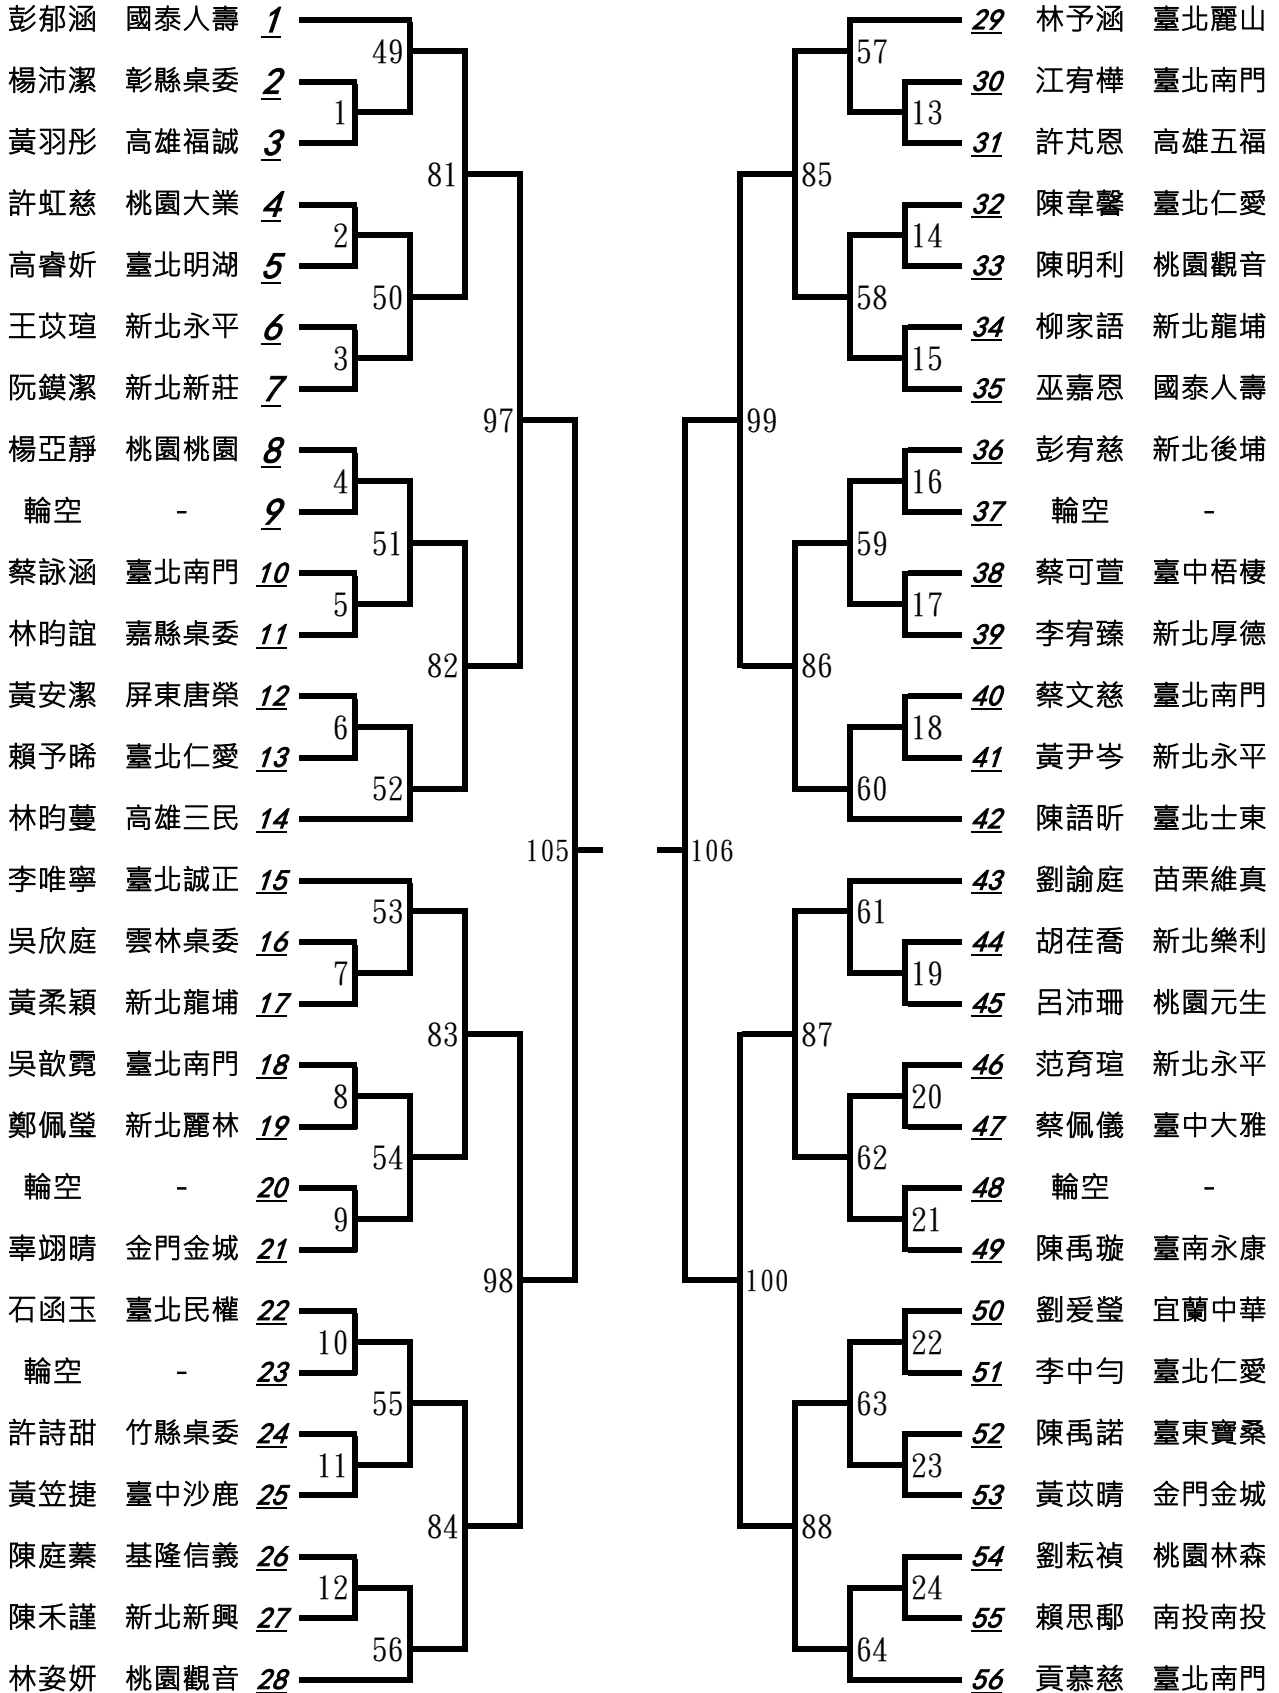 彭郁涵 國泰人壽 1 29 林予涵 臺北麗山
49 57
楊沛潔 彰縣桌委 2 30 江宥樺 臺北南門
1 13
黃羽彤 高雄福誠 3 31 許芃恩 高雄五福
81 85
許虹慈 桃園大業 4 32 陳韋馨 臺北仁愛
2 14
高睿妡 臺北明湖 5 33 陳明利 桃園觀音
50 58
王苡瑄 新北永平 6 34 柳家語 新北龍埔
3 15
阮鏌潔 新北新莊 7 35 巫嘉恩 國泰人壽
97 99
楊亞靜 桃園桃園 8 36 彭宥慈 新北後埔
4 16
輪空 - 9 37 輪空 -
51 59
蔡詠涵 臺北南門 10 38 蔡可萱 臺中梧棲
5 17
林昀誼 嘉縣桌委 11 39 李宥臻 新北厚德
82 86
黃安潔 屏東唐榮 12 40 蔡文慈 臺北南門
6 18
賴予晞 臺北仁愛 13 41 黃尹岑 新北永平
52 60
林昀蔓 高雄三民 14 42 陳語昕 臺北士東
105 106
李唯寧 臺北誠正 15 43 劉諭庭 苗栗維真
53 61
吳欣庭 雲林桌委 16 44 胡荏喬 新北樂利
7 19
黃柔穎 新北龍埔 17 45 呂沛珊 桃園元生
83 87
吳歆霓 臺北南門 18 46 范育瑄 新北永平
8 20
鄭佩瑩 新北麗林 19 47 蔡佩儀 臺中大雅
54 62
輪空 - 20 48 輪空 -
9 21
辜翊晴 金門金城 21 49 陳禹璇 臺南永康
98 100
石函玉 臺北民權 22 50 劉爰瑩 宜蘭中華
10 22
輪空 - 23 51 李中勻 臺北仁愛
55 63
許詩甜 竹縣桌委 24 52 陳禹諾 臺東寶桑
11 23
黃笠捷 臺中沙鹿 25 53 黃苡晴 金門金城
84 88
陳庭蓁 基隆信義 26 54 劉耘禎 桃園林森
12 24
陳禾謹 新北新興 27 55 賴思鄅 南投南投
56 64
林姿妍 桃園觀音 28 56 貢慕慈 臺北南門